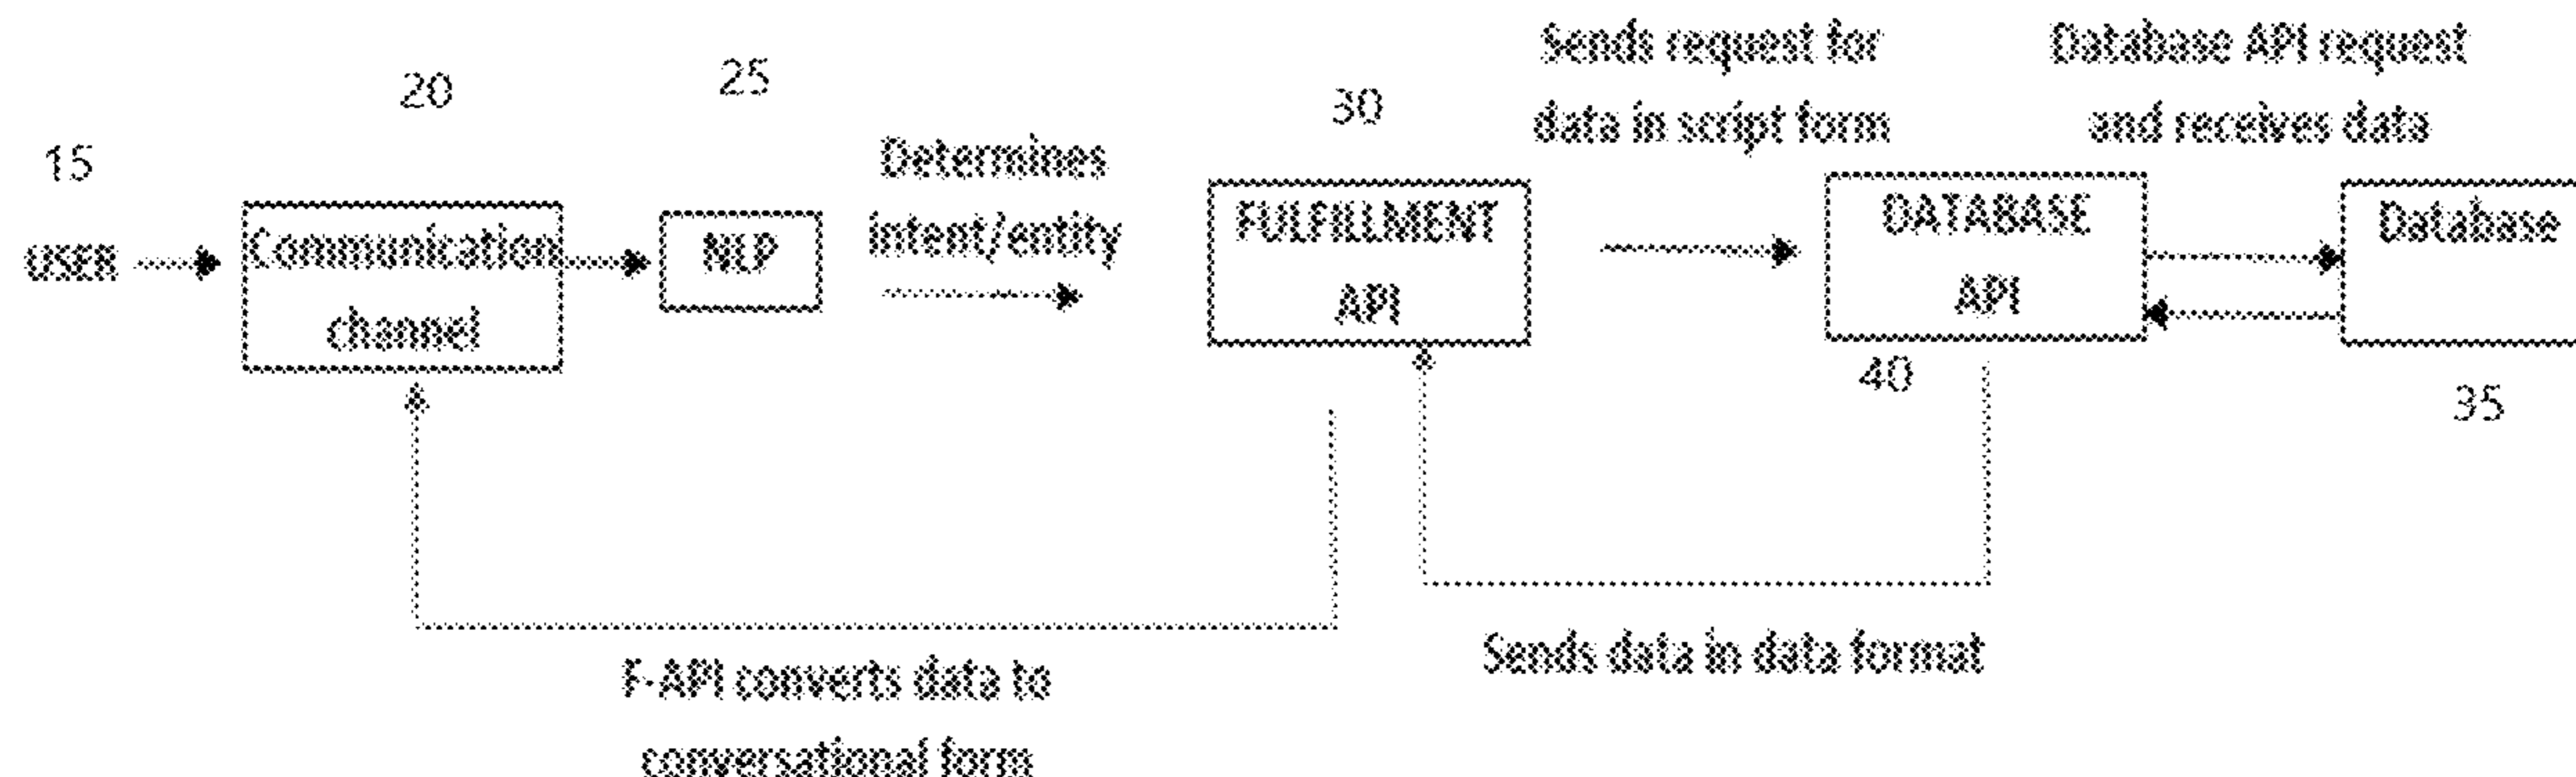 15
USER
20
Communication
channel
25
NLP
Determines
intent/entity
30
FULFILLMENT
API
Sends request for
data in script form
DATABASE
API
40
Database API request
and receives data
Database
35
F-API converts data to
conversational form
Sends data in data format